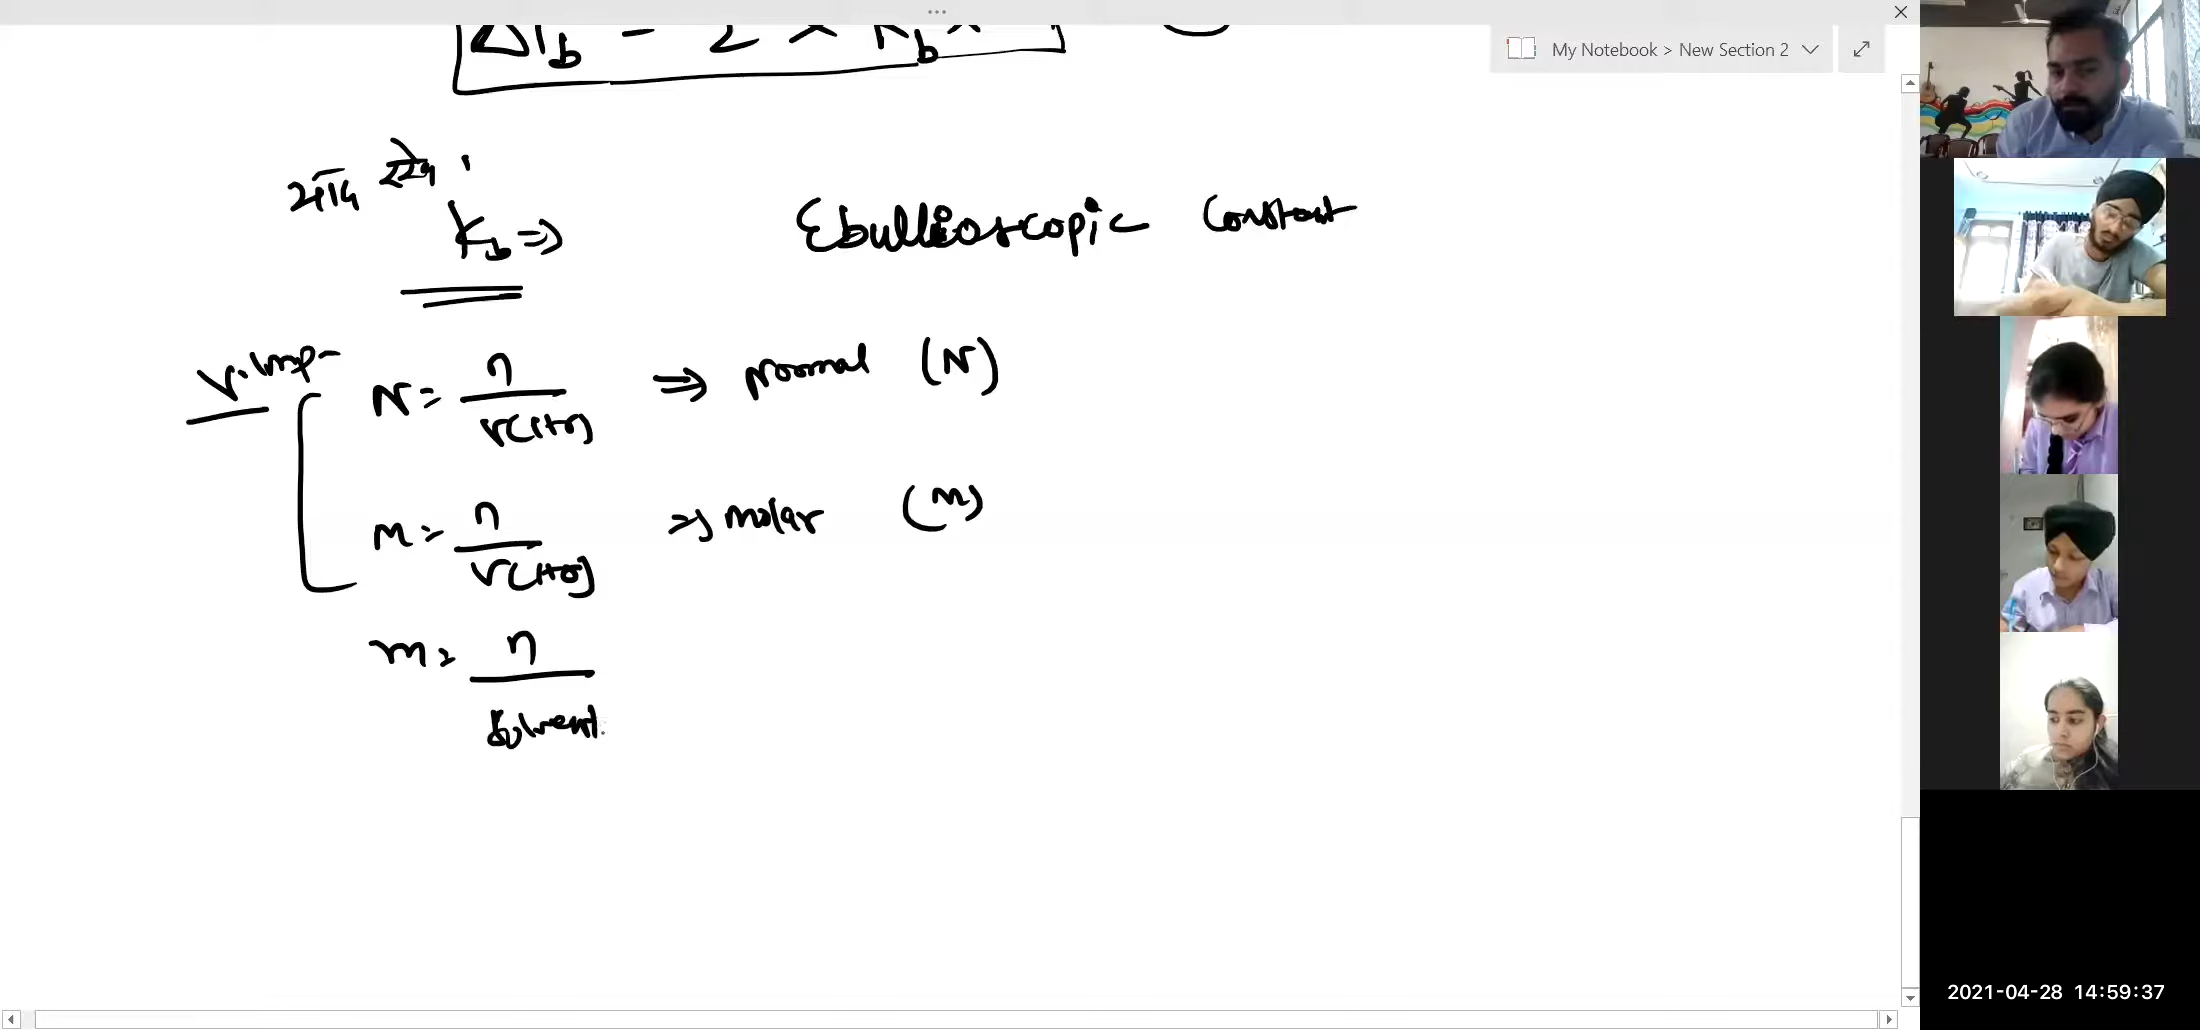 My Notebook > New Section 2
Kb ⇒ Ebullioscopic Constant
V.Imp-
N = n / V(ltr) ⇒ Normal (N)
M = n / V(ltr) ⇒ molar (M)
m = n / Solvent
2021-04-28 14:59:37